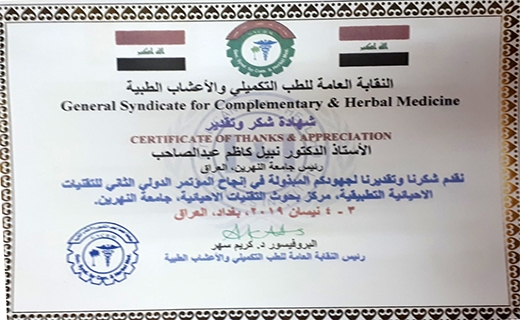 النقابة العامة للطب التكميلي والأعشاب الطبية
General Syndicate for Complementary & Herbal Medicine
شهادة شكر وتقدير
CERTIFICATE OF THANKS & APPRECIATION
الأستاذ الدكتور نبيل كاظم عبدالصاحب
رئيس جامعة النهرين، العراق
نقدم شكرنا وتقديرنا لجهودكم المبذولة في إنجاح المؤتمر الدولي الثاني للتقنيات
الاحيائية التطبيقية، مركز بحوث التقنيات الاحيائية، جامعة النهرين.
٣ - ٤ نيسان ٢٠١٩، بغداد، العراق
البروفيسور د. كريم سهر
رئيس النقابة العامة للطب التكميلي والأعشاب الطبية